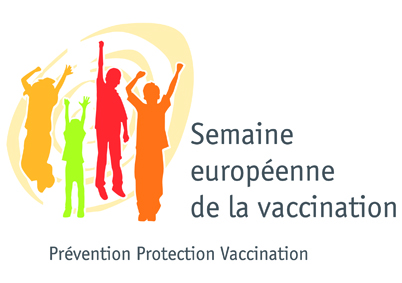 Semaine
européenne
de la vaccination
Prévention Protection Vaccination